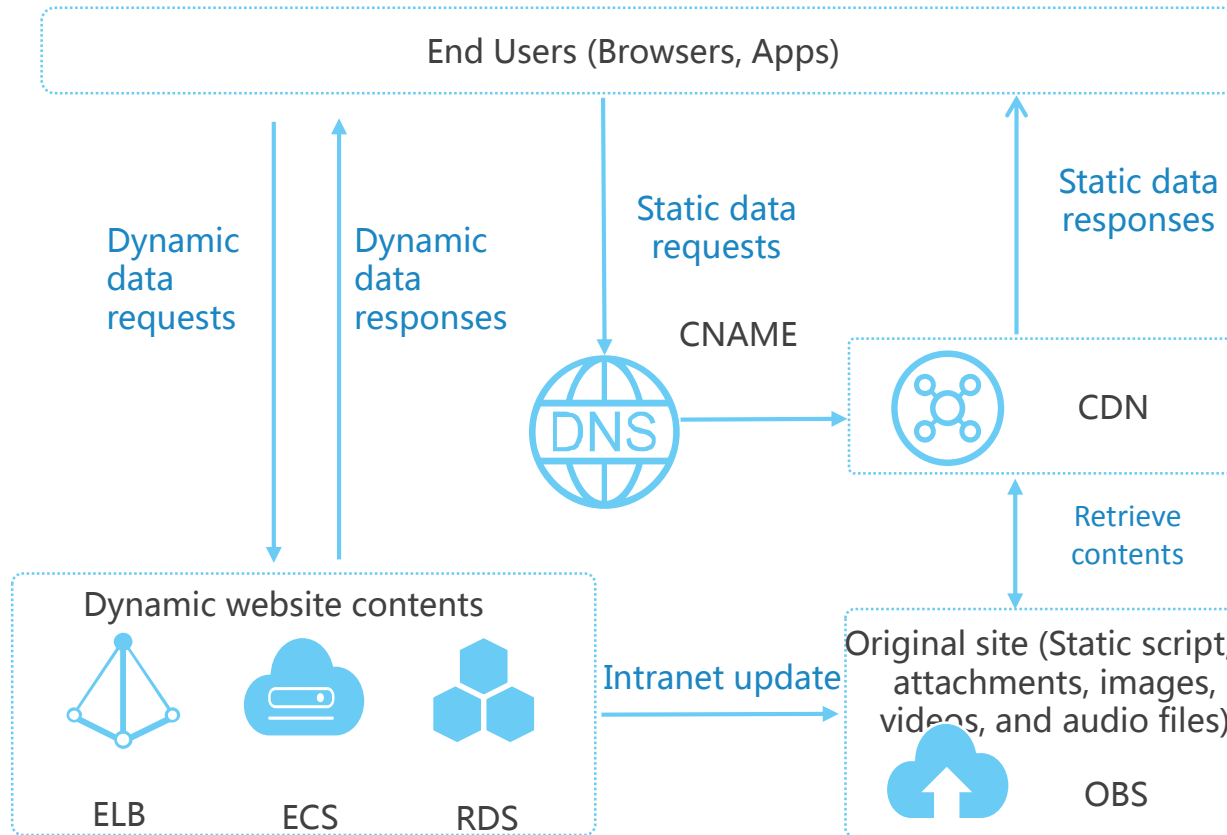 End Users (Browsers, Apps)
Dynamic
data
requests
Dynamic
data
responses
Static data
requests
Static data
responses
CNAME
DNS
CDN
Retrieve
contents
Dynamic website contents
ELB
ECS
RDS
Intranet update
Original site (Static script,
attachments, images,
videos, and audio files)
OBS